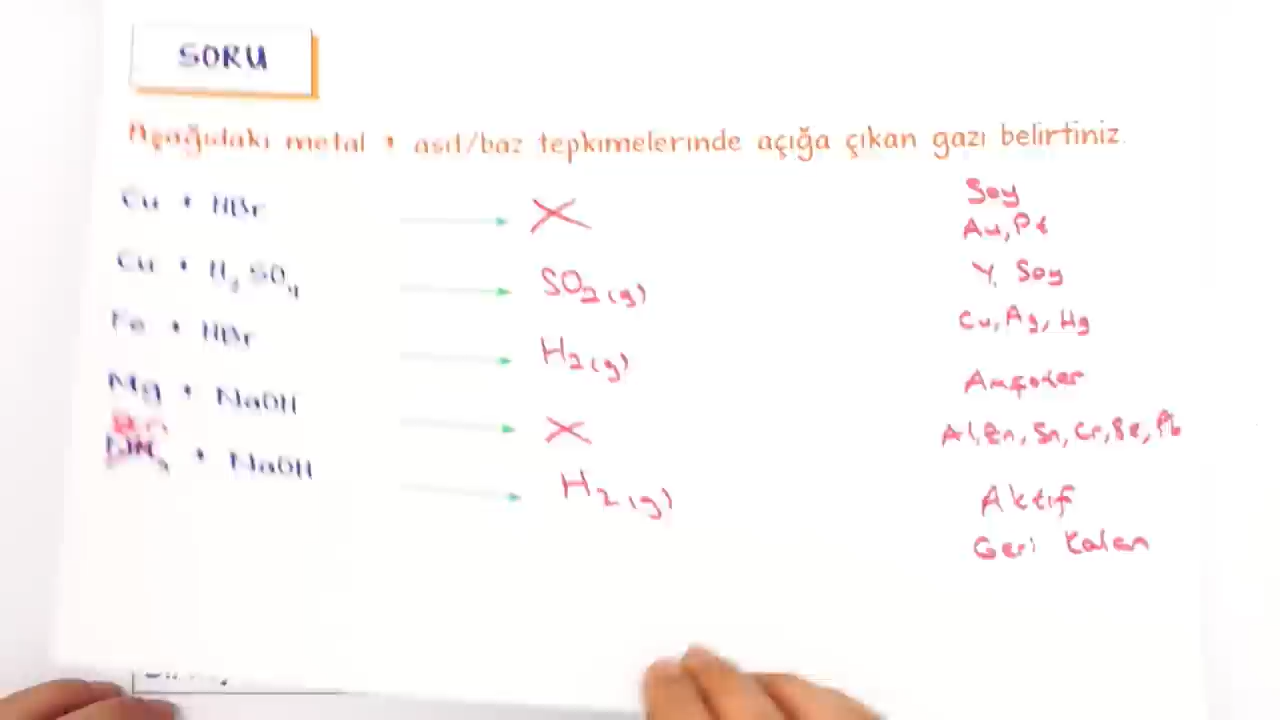 SORU
Aşağıdaki metal + asit/baz tepkimelerinde açığa çıkan gazı belirtiniz.
Cu + HBr → X
Cu + H2SO4 → SO2(g)
Fe + HBr → H2(g)
Mg + NaOH → X
+ NaOH → H2(g)
Soy
Au, Pt
Y. Soy
Cu, Ag, Hg
Amfoter
Al, Zn, Sn, Cr, Be, Pb
Aktif
Geri kalan